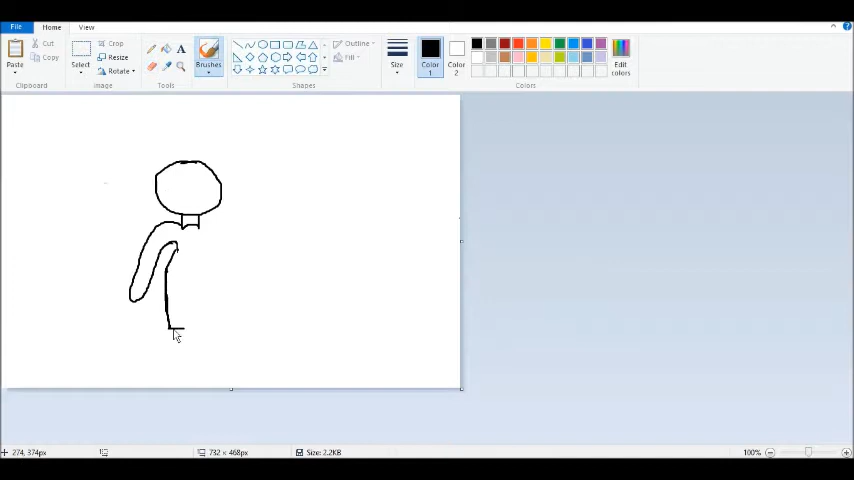 File Home View
Paste Cut Copy Clipboard
Select Crop Resize Rotate Image
A Tools
Brushes
Outline Fill Shapes
Size
Color 1 Color 2 Edit colors Colors
274, 374px 732 × 468px Size: 2.2KB 100%